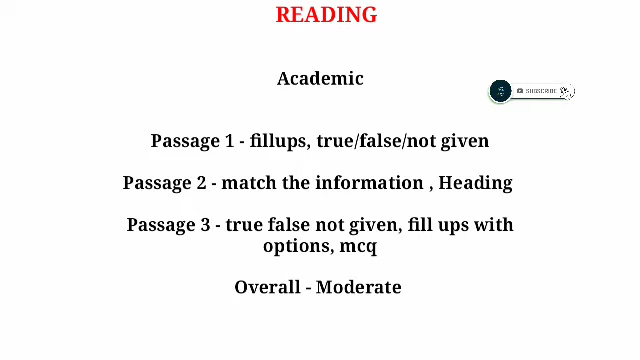 READING
Academic
SUBSCRIBE
Passage 1 - fillups, true/false/not given
Passage 2 - match the information , Heading
Passage 3 - true false not given, fill ups with
options, mcq
Overall - Moderate